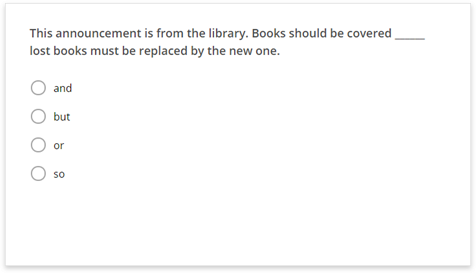 This announcement is from the library. Books should be covered _____
lost books must be replaced by the new one.
and
but
or
so